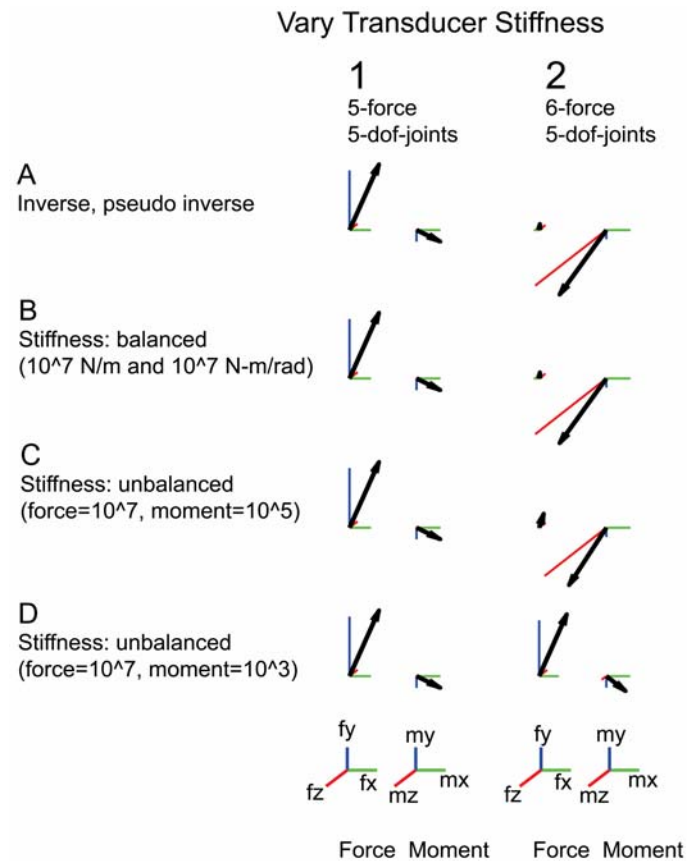 Vary Transducer Stiffness
1
5-force
5-dof-joints
2
6-force
5-dof-joints
A
Inverse, pseudo inverse
B
Stiffness: balanced
(10^7 N/m and 10^7 N-m/rad)
C
Stiffness: unbalanced
(force=10^7, moment=10^5)
D
Stiffness: unbalanced
(force=10^7, moment=10^3)
fy my fy my
fx mx fx mx
fz mz fz mz
Force Moment Force Moment